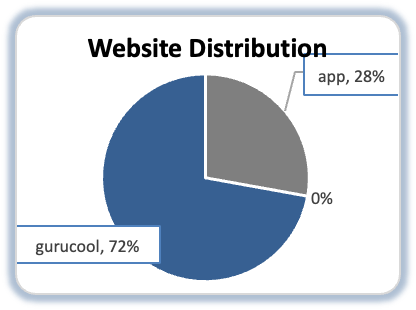 Website Distribution
app, 28%
0%
gurucool, 72%